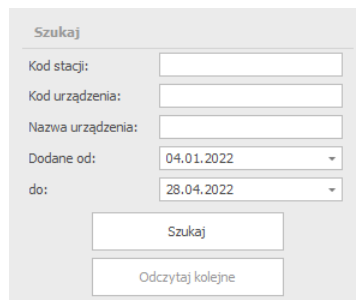 Szukaj
Kod stacji:
Kod urządzenia:
Nazwa urządzenia:
Dodane od: 04.01.2022
do: 28.04.2022
Szukaj
Odczytaj kolejne